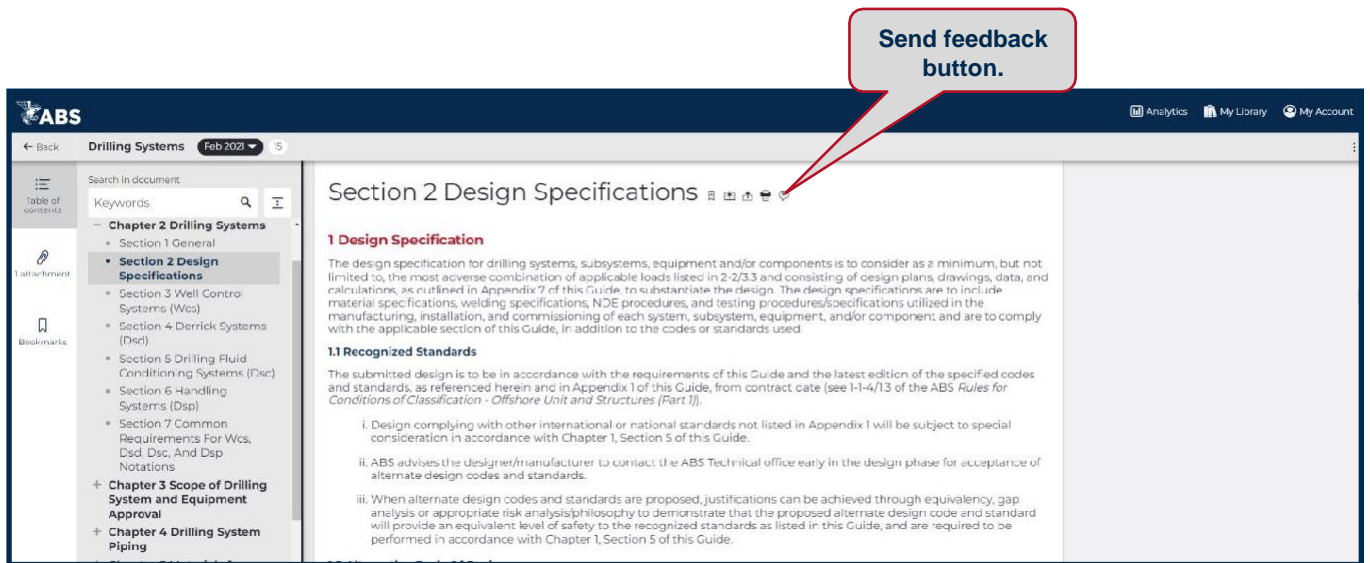 Send feedback
button.
ABS
Analytics
My Library
My Account
← Back
Drilling Systems
Feb 2021
15
Table of
contents
1 attachment
Bookmarks
Search in document
Keywords
− Chapter 2 Drilling Systems
Section 1 General
Section 2 Design
Specifications
Section 3 Well Control
Systems (Wcs)
Section 4 Derrick Systems
(Dsd)
Section 5 Drilling Fluid
Conditioning Systems (Dsc)
Section 6 Handling
Systems (Dsp)
Section 7 Common
Requirements For Wcs,
Dsd, Dsc, And Dsp
Notations
+ Chapter 3 Scope of Drilling
System and Equipment
Approval
+ Chapter 4 Drilling System
Piping
Section 2 Design Specifications
1 Design Specification
The design specification for drilling systems, subsystems, equipment and/or components is to consider as a minimum, but not
limited to, the most adverse combination of applicable loads listed in 2-2/3.3 and consisting of design plans, drawings, data, and
calculations, as outlined in Appendix 7 of this Guide, to substantiate the design. The design specifications are to include
material specifications, welding specifications, NDE procedures, and testing procedures/specifications utilized in the
manufacturing, installation, and commissioning of each system, subsystem, equipment, and/or component and are to comply
with the applicable section of this Guide, in addition to the codes or standards used.
1.1 Recognized Standards
The submitted design is to be in accordance with the requirements of this Guide and the latest edition of the specified codes
and standards, as referenced herein and in Appendix 1 of this Guide, from contract date (see 1-1-4/13 of the ABS Rules for
Conditions of Classification - Offshore Unit and Structures (Part 1)).
i. Design complying with other international or national standards not listed in Appendix 1 will be subject to special
consideration in accordance with Chapter 1, Section 5 of this Guide.
ii. ABS advises the designer/manufacturer to contact the ABS Technical office early in the design phase for acceptance of
alternate design codes and standards.
iii. When alternate design codes and standards are proposed, justifications can be achieved through equivalency, gap
analysis or appropriate risk analysis/philosophy to demonstrate that the proposed alternate design code and standard
will provide an equivalent level of safety to the recognized standards as listed in this Guide, and are required to be
performed in accordance with Chapter 1, Section 5 of this Guide.